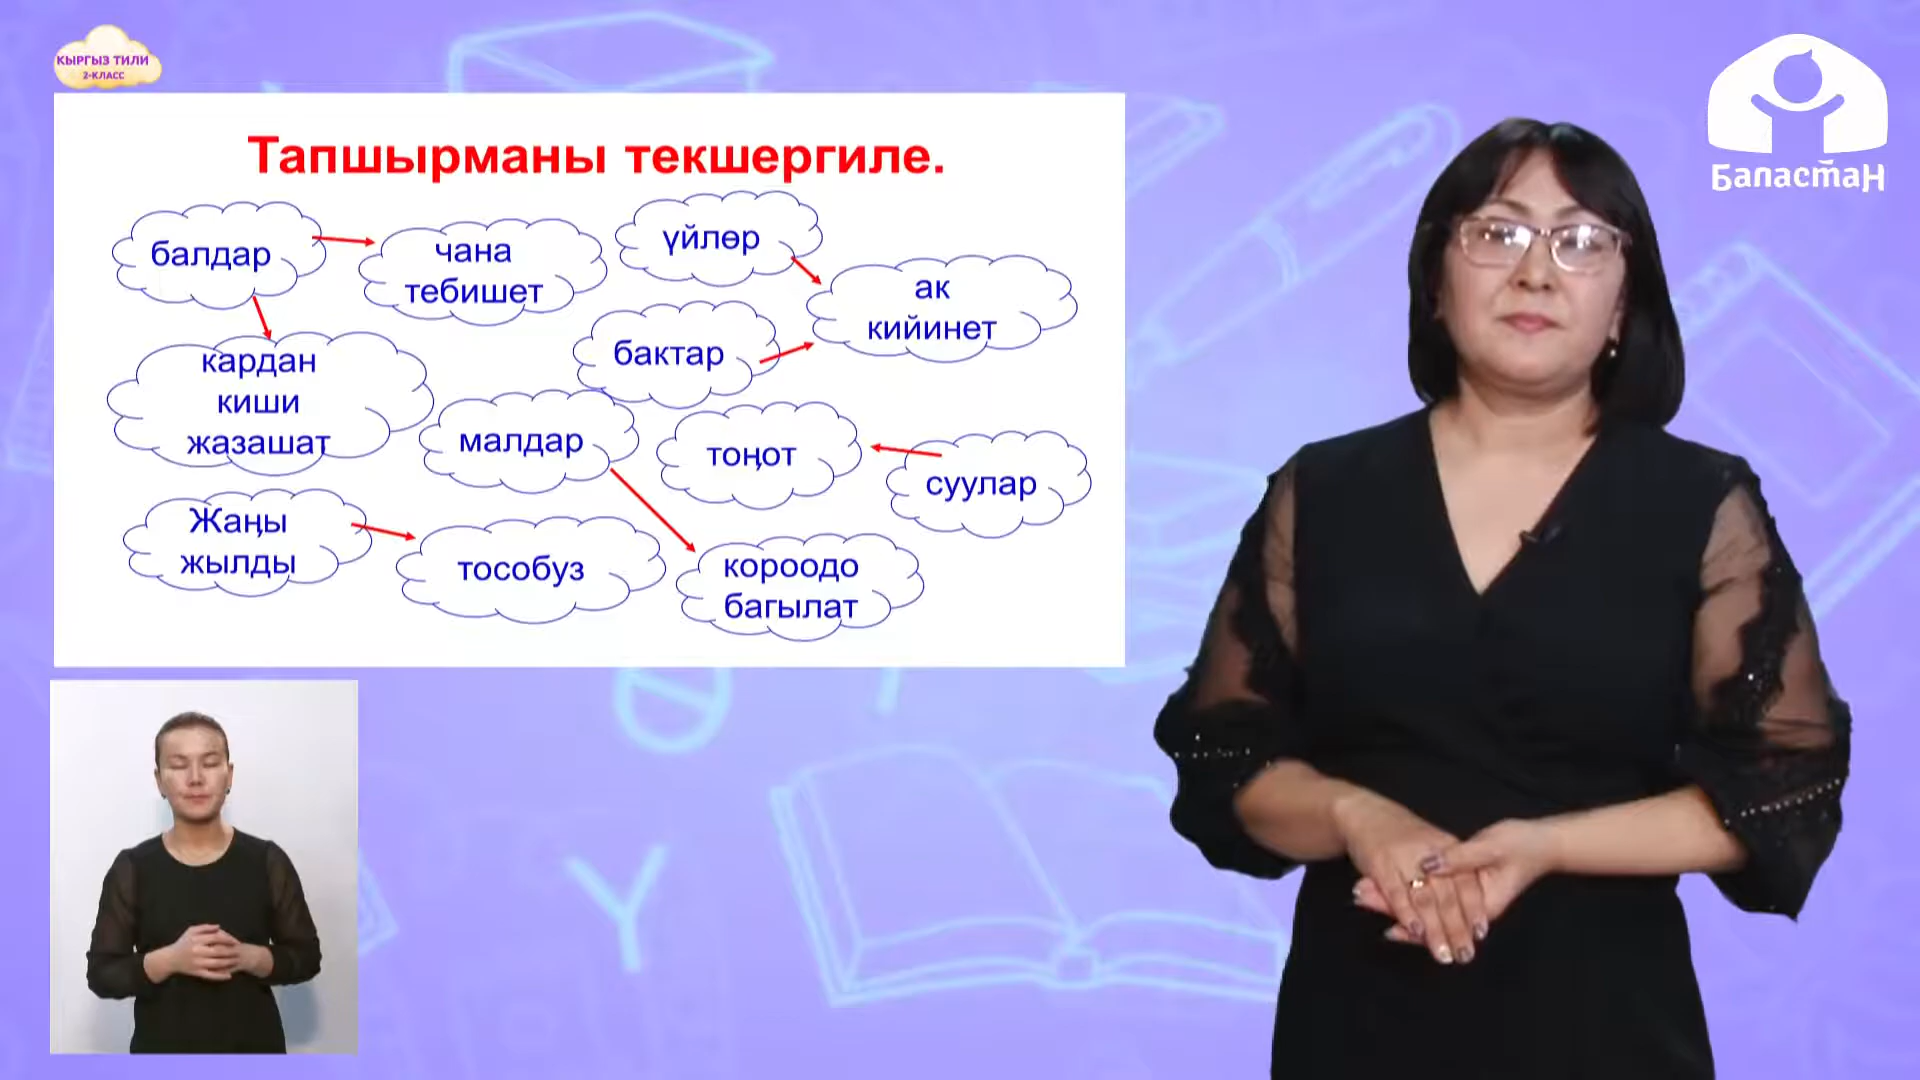 КЫРГЫЗ ТИЛИ
2-КЛАСС
Баластан
Тапшырманы текшергиле.
балдар
чана
тебишет
үйлөр
ак
кийинет
бактар
кардан
киши
жазашат
малдар
тоңот
суулар
Жаңы
жылды
тособуз
короодо
багылат